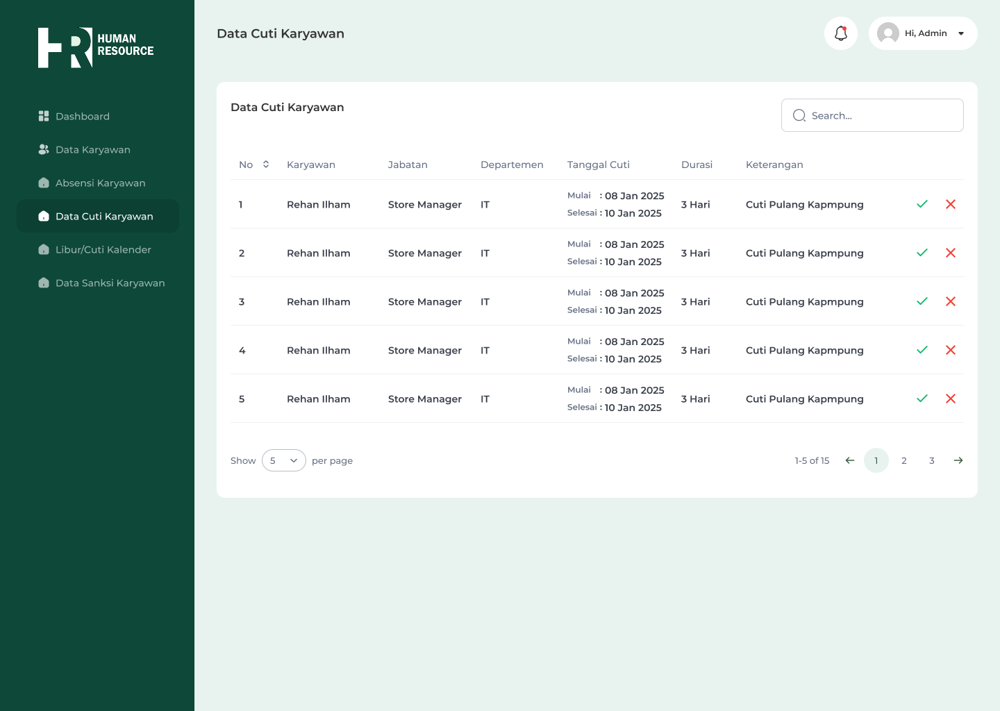 HUMAN
RESOURCE
Dashboard
Data Karyawan
Absensi Karyawan
Data Cuti Karyawan
Libur/Cuti Kalender
Data Sanksi Karyawan
Data Cuti Karyawan
Hi, Admin
Data Cuti Karyawan
Search...
No Karyawan Jabatan Departemen Tanggal Cuti Durasi Keterangan
1 Rehan Ilham Store Manager IT Mulai : 08 Jan 2025 3 Hari Cuti Pulang Kapmpung
Selesai : 10 Jan 2025
2 Rehan Ilham Store Manager IT Mulai : 08 Jan 2025 3 Hari Cuti Pulang Kapmpung
Selesai : 10 Jan 2025
3 Rehan Ilham Store Manager IT Mulai : 08 Jan 2025 3 Hari Cuti Pulang Kapmpung
Selesai : 10 Jan 2025
4 Rehan Ilham Store Manager IT Mulai : 08 Jan 2025 3 Hari Cuti Pulang Kapmpung
Selesai : 10 Jan 2025
5 Rehan Ilham Store Manager IT Mulai : 08 Jan 2025 3 Hari Cuti Pulang Kapmpung
Selesai : 10 Jan 2025
Show 5 per page
1-5 of 15 1 2 3